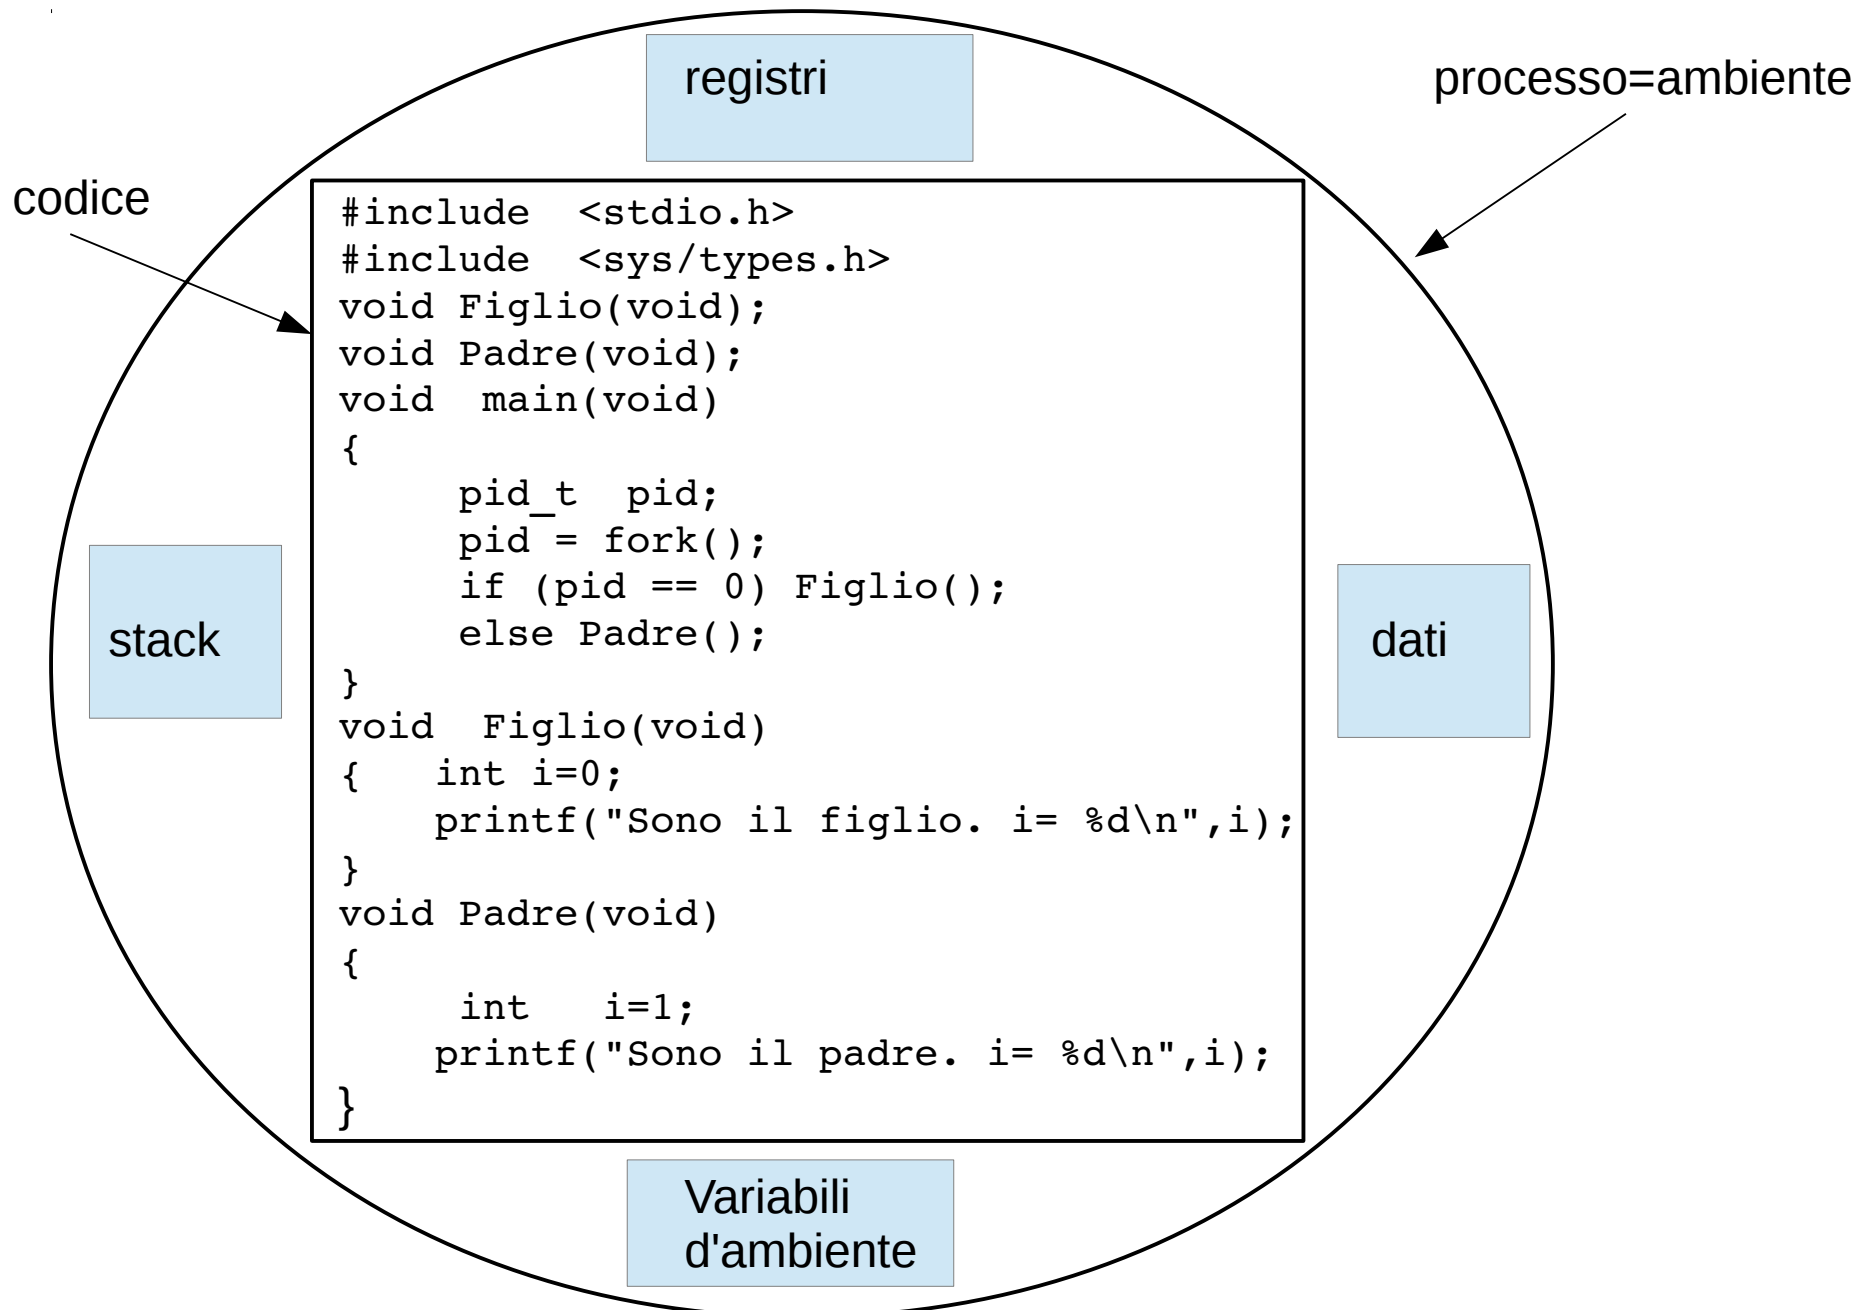 registri
processo=ambiente
codice
#include  <stdio.h>
#include  <sys/types.h>
void Figlio(void);
void Padre(void);
void  main(void)
{
     pid_t  pid;
     pid = fork();
     if (pid == 0) Figlio();
     else Padre();
}
void  Figlio(void)
{   int i=0;
    printf("Sono il figlio. i= %d\n",i);
}
void Padre(void)
{
     int   i=1;
    printf("Sono il padre. i= %d\n",i);
}
stack
dati
Variabili
d'ambiente